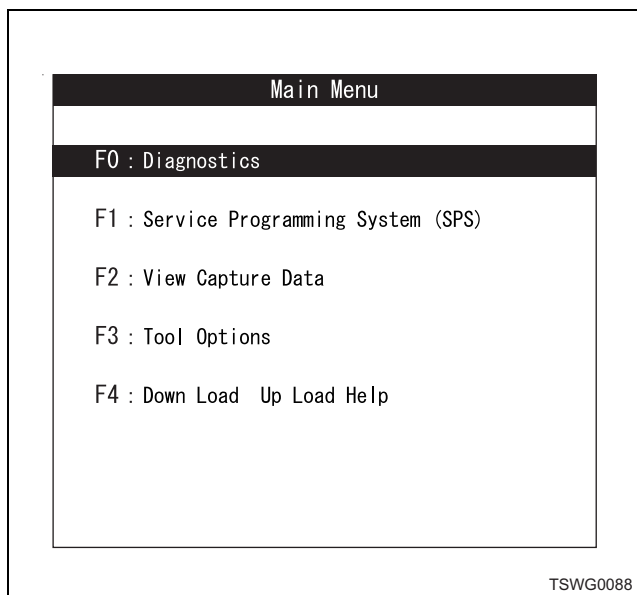 Main Menu
F0 : Diagnostics
F1 : Service Programming System (SPS)
F2 : View Capture Data
F3 : Tool Options
F4 : Down Load  Up Load Help
TSWG0088